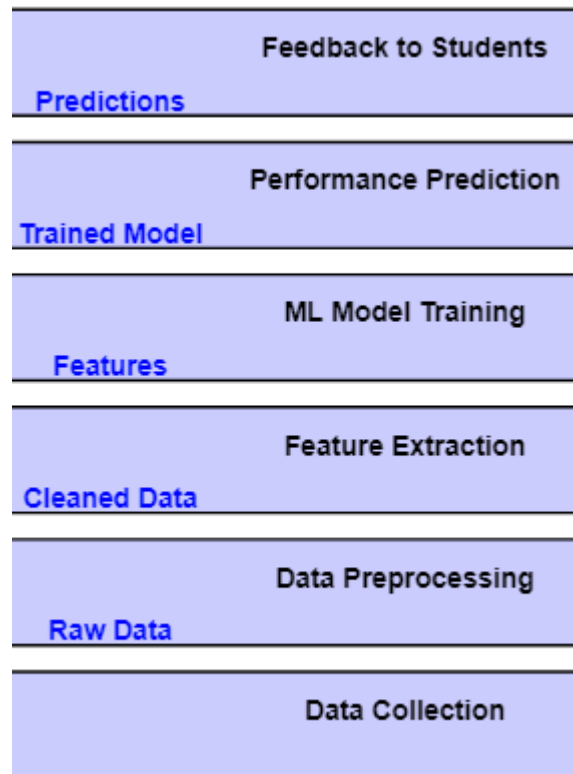 Feedback to Students
Predictions
Performance Prediction
Trained Model
ML Model Training
Features
Feature Extraction
Cleaned Data
Data Preprocessing
Raw Data
Data Collection